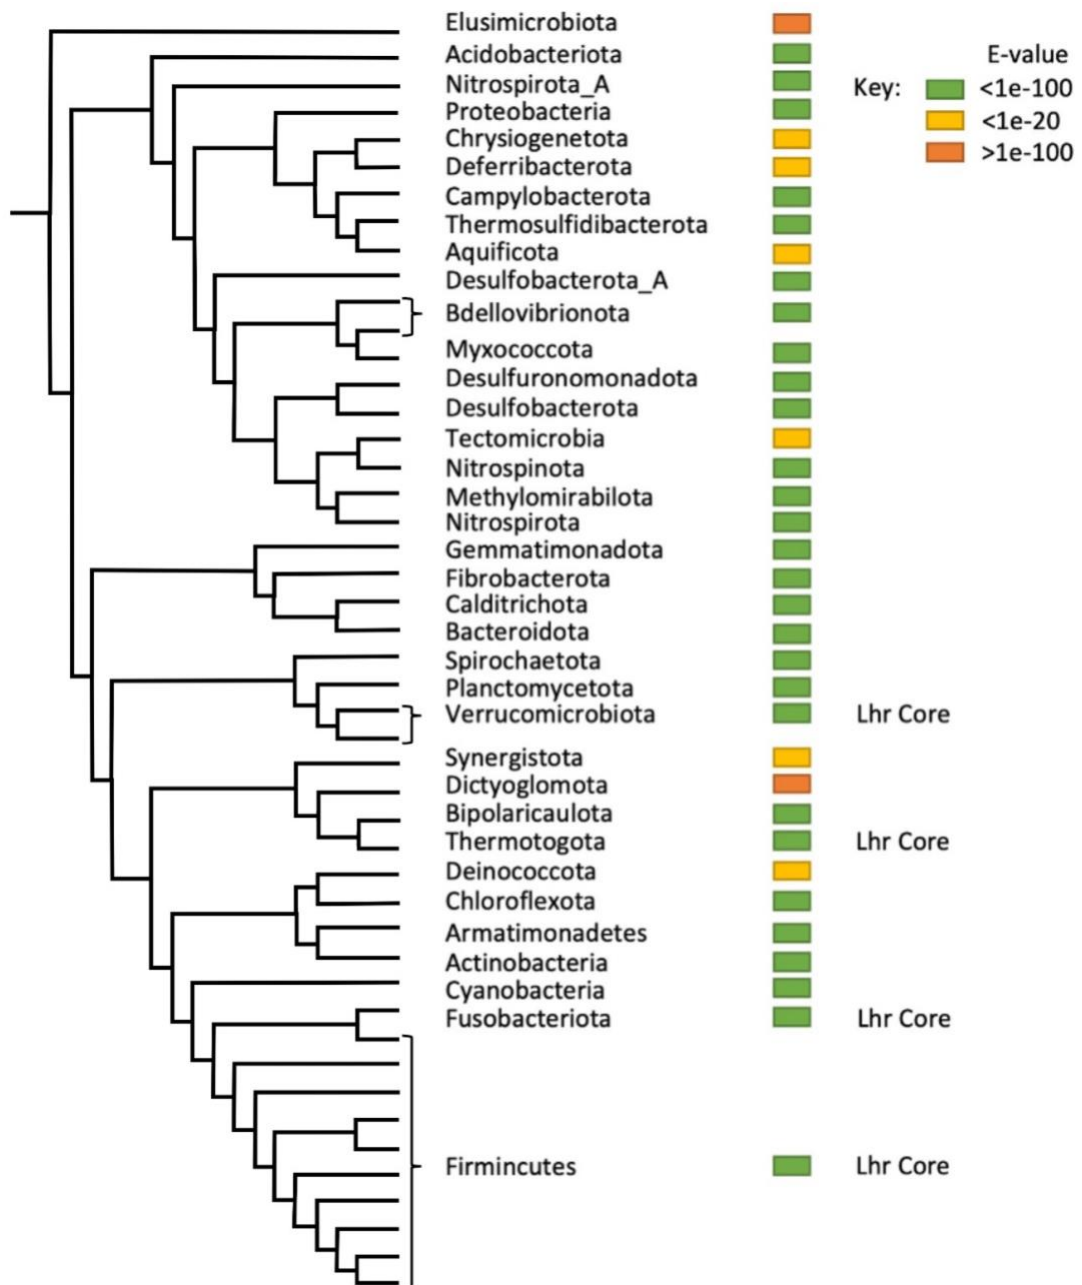 Elusimicrobiota
Acidobacteriota
Nitrospirota_A
Proteobacteria
Chrysiogenetota
Deferribacterota
Campylobacterota
Thermosulfidibacterota
Aquificota
Desulfobacterota_A
Bdellovibrionota
Myxococcota
Desulfuronomonadota
Desulfobacterota
Tectomicrobia
Nitrospinota
Methylomirabilota
Nitrospirota
Gemmatimonadota
Fibrobacterota
Calditrichota
Bacteroidota
Spirochaetota
Planctomycetota
Verrucomicrobiota Lhr Core
Synergistota
Dictyoglomota
Bipolaricaulota
Thermotogota Lhr Core
Deinococcota
Chloroflexota
Armatimonadetes
Actinobacteria
Cyanobacteria
Fusobacteriota Lhr Core
Firmincutes Lhr Core
E-value
Key: <1e-100
<1e-20
>1e-100